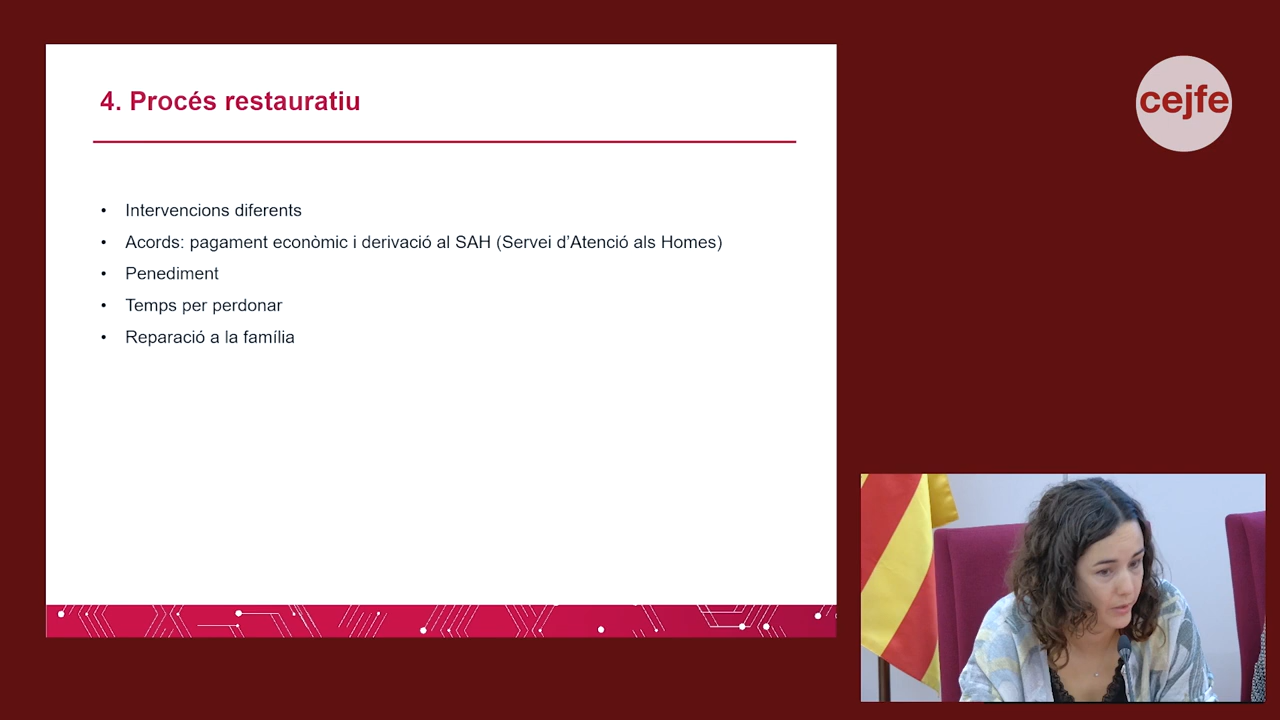 4. Procés restauratiu
• Intervencions diferents
• Acords: pagament econòmic i derivació al SAH (Servei d’Atenció als Homes)
• Penediment
• Temps per perdonar
• Reparació a la família
cejfe